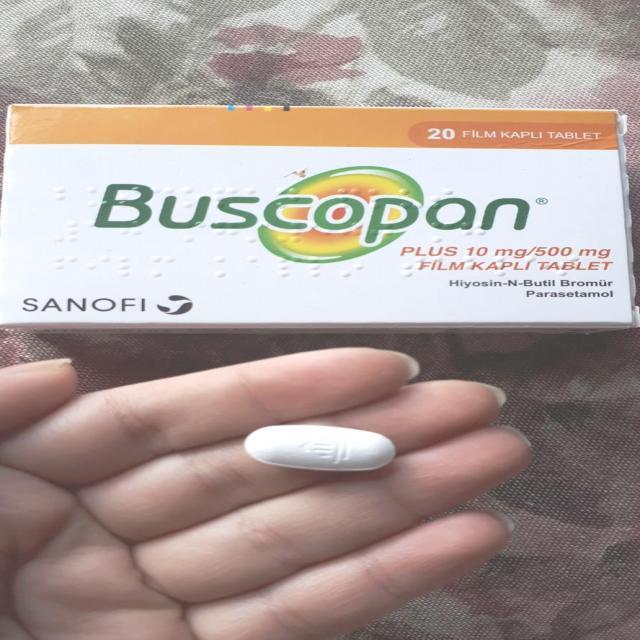 20 FİLM KAPLI TABLET
Buscopan®
PLUS 10 mg/500 mg
FİLM KAPLI TABLET
Hiyosin-N-Butil Bromür
Parasetamol
SANOFI